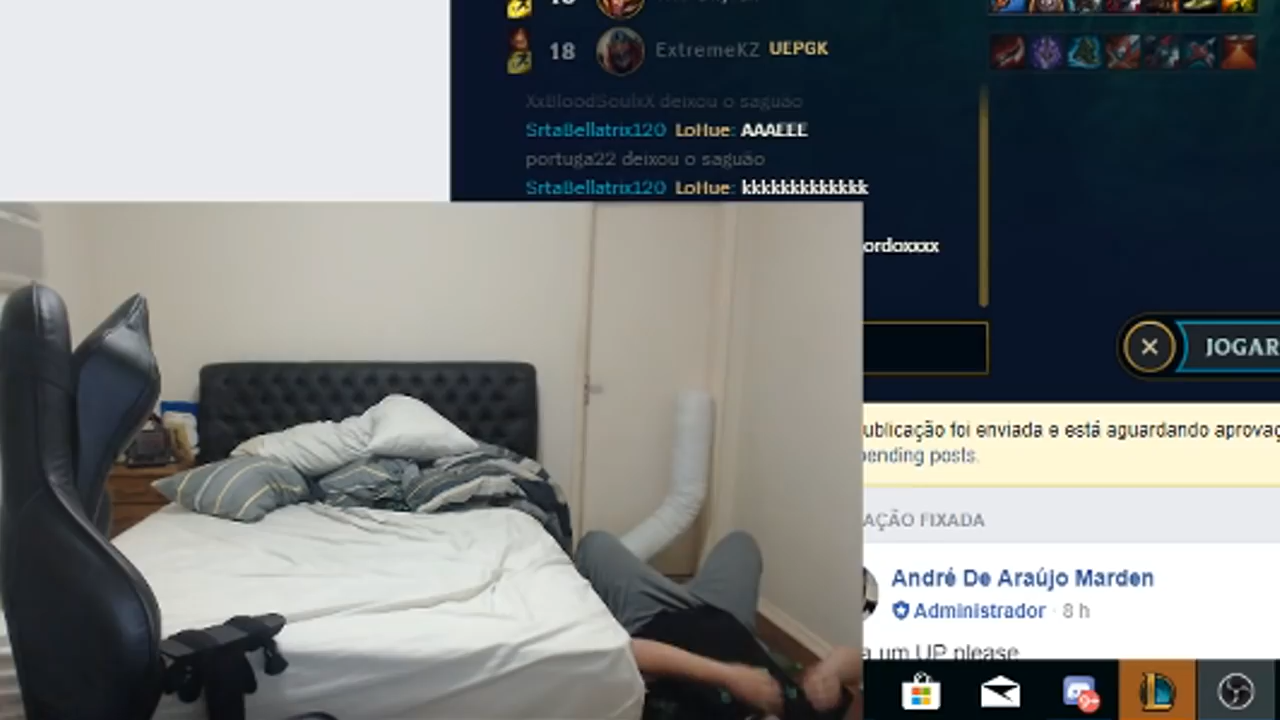 18
18 ExtremeKZ UEPGK
XxBloodSoulxX deixou o saguão
SrtaBellatrix120 LoHue: AAAEEE
portuga22 deixou o saguão
SrtaBellatrix120 LoHue: kkkkkkkkkkkkk
ordoxxxx
JOGAR
ublicação foi enviada e está aguardando aprovaç
pending posts.
AÇÃO FIXADA
André De Araújo Marden
Administrador · 8 h
a um UP please